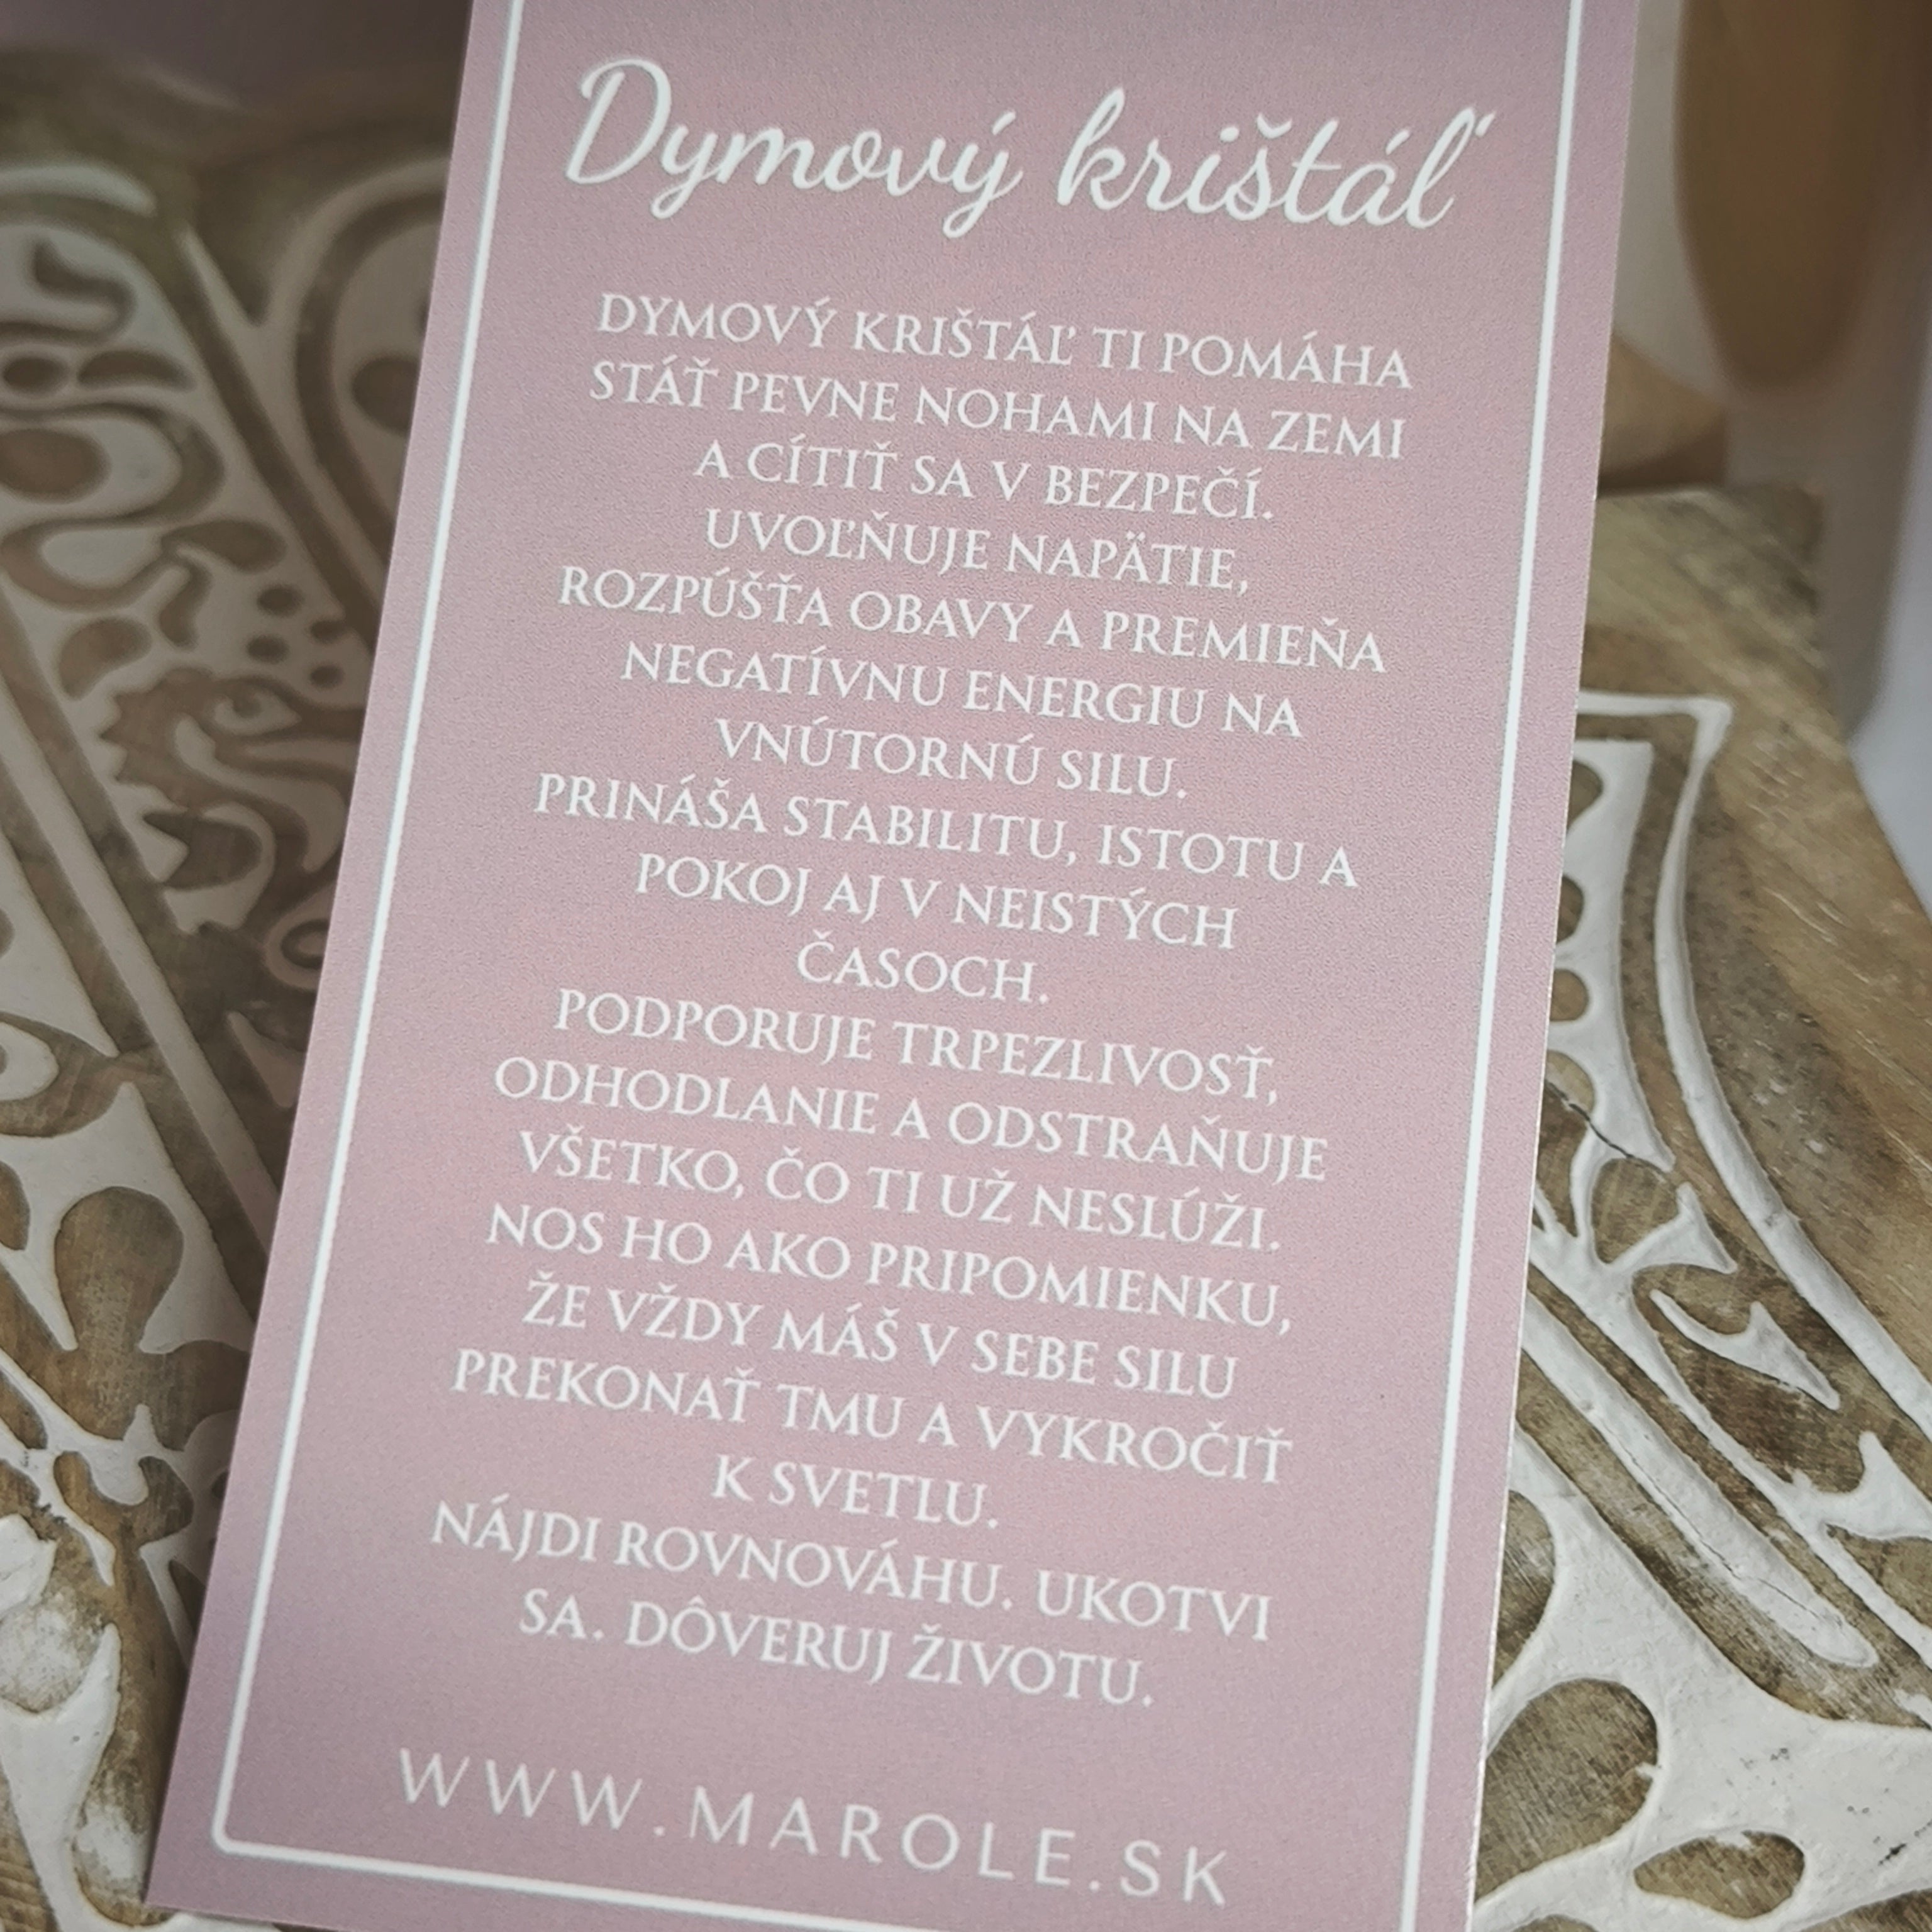 Dymový krištáľ
DYMOVÝ KRIŠTÁĽ TI POMÁHA
STÁŤ PEVNE NOHAMI NA ZEMI
A CÍTIŤ SA V BEZPEČÍ.
UVOĽŇUJE NAPÄTIE,
ROZPÚŠŤA OBAVY A PREMIEŇA
NEGATÍVNU ENERGIU NA
VNÚTORNÚ SILU.
PRINÁŠA STABILITU, ISTOTU A
POKOJ AJ V NEISTÝCH
ČASOCH.
PODPORUJE TRPEZLIVOSŤ,
ODHODLANIE A ODSTRAŇUJE
VŠETKO, ČO TI UŽ NESLÚŽI.
NOS HO AKO PRIPOMIENKU,
ŽE VŽDY MÁŠ V SEBE SILU
PREKONAŤ TMU A VYKROČIŤ
K SVETLU.
NÁJDI ROVNOVÁHU. UKOTVI
SA. DÔVERUJ ŽIVOTU.
WWW.MAROLE.SK